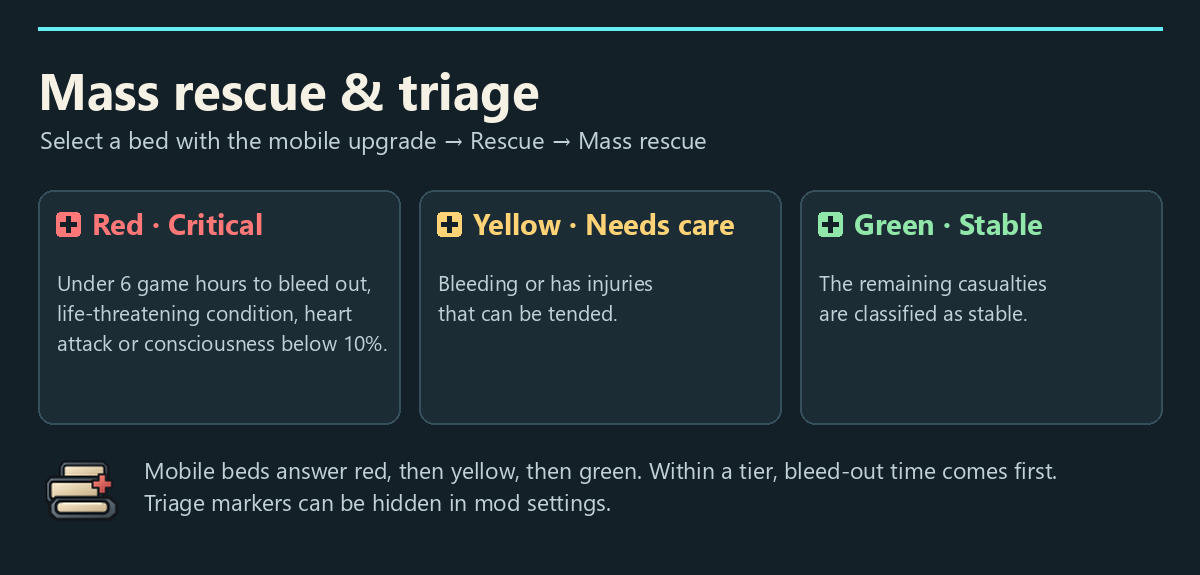 Mass rescue & triage
Select a bed with the mobile upgrade → Rescue → Mass rescue
Red · Critical
Under 6 game hours to bleed out,
life-threatening condition, heart
attack or consciousness below 10%.
Yellow · Needs care
Bleeding or has injuries
that can be tended.
Green · Stable
The remaining casualties
are classified as stable.
Mobile beds answer red, then yellow, then green. Within a tier, bleed-out time comes first.
Triage markers can be hidden in mod settings.